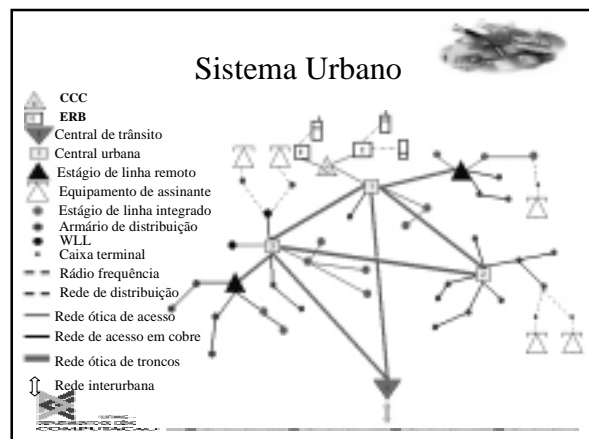 Sistema Urbano
CCC
ERB
Central de trânsito
Central urbana
Estágio de linha remoto
Equipamento de assinante
Estágio de linha integrado
Armário de distribuição
WLL
Caixa terminal
Rádio frequência
Rede de distribuição
Rede ótica de acesso
Rede de acesso em cobre
Rede ótica de troncos
Rede interurbana